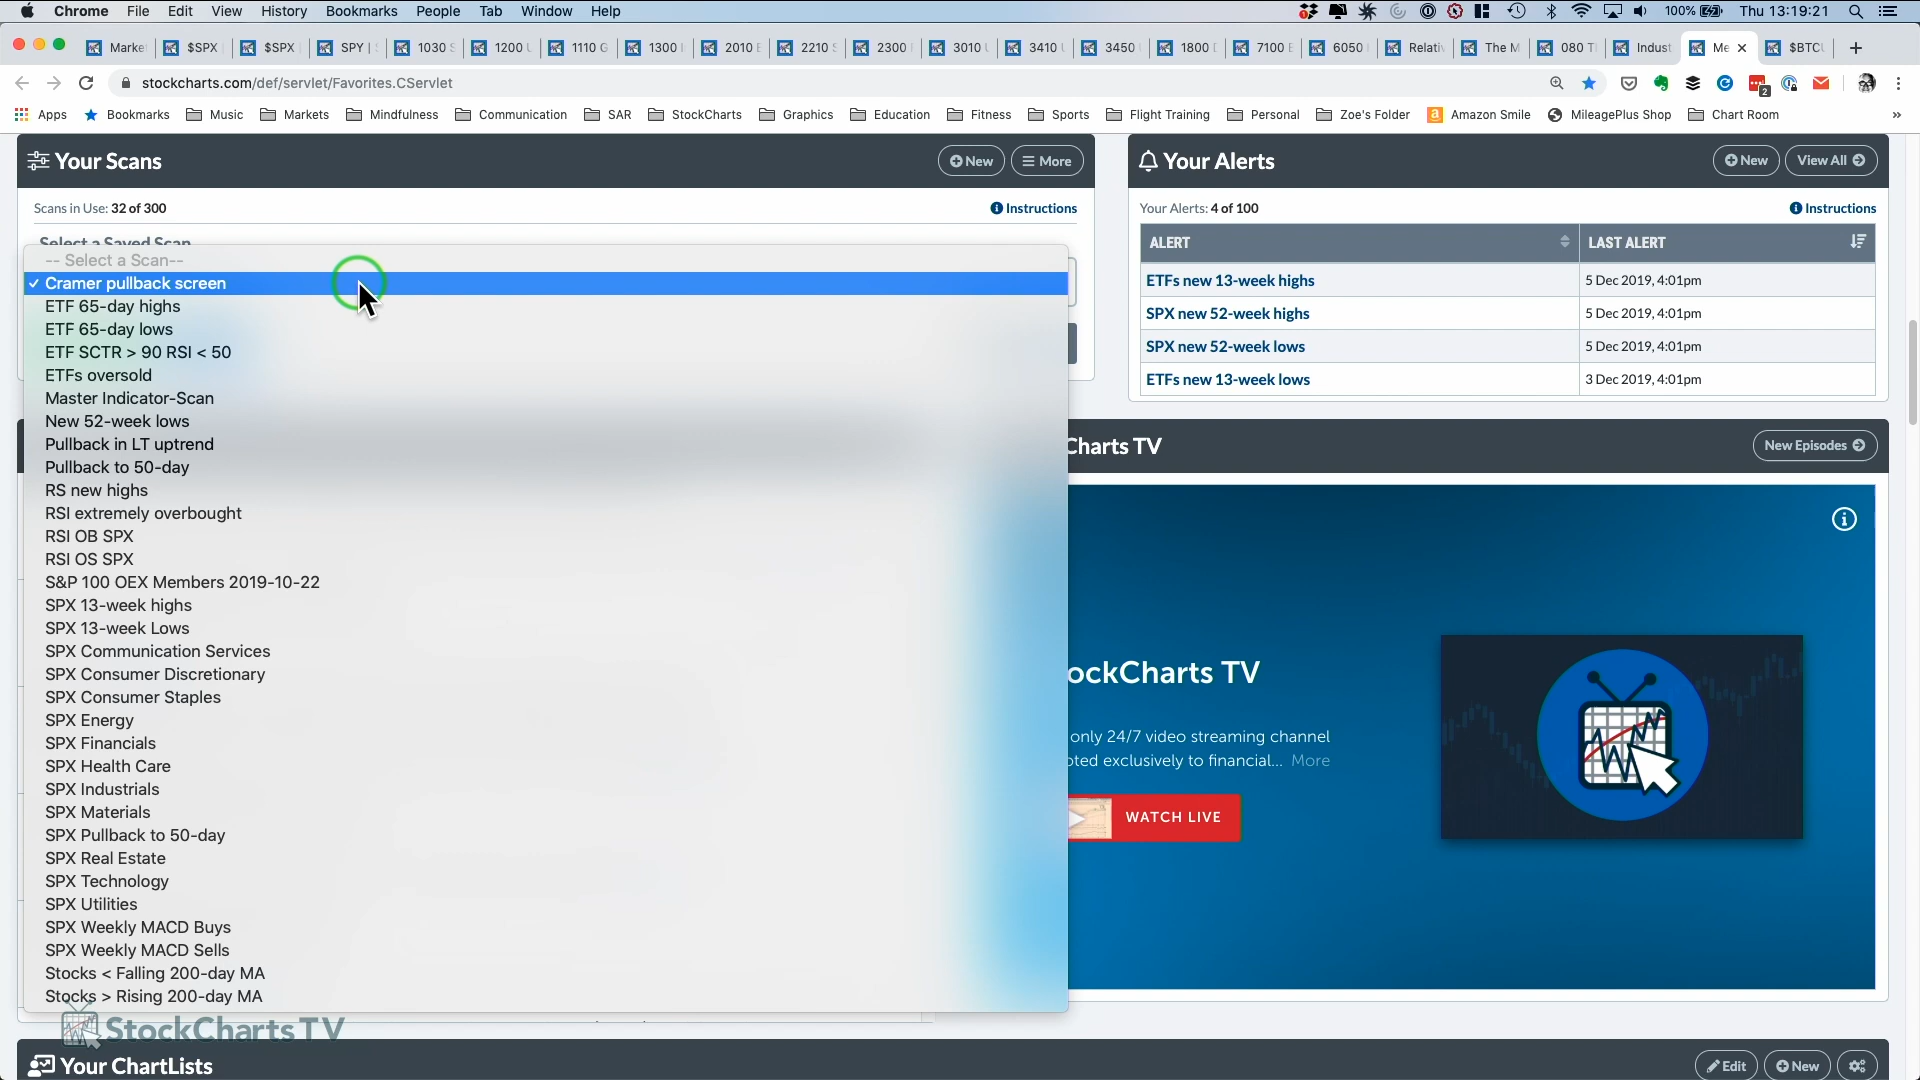 Chrome File Edit View History Bookmarks People Tab Window Help 100% Thu 13:19:21
Marke $SPX $SPX SPY | 1030 S 1200 U 1110 G 1300 2010 2210 S 2300 3010 U 3410 3450 1800 7100 6050 Relativ The M 080 T Indust Me $BTCU
stockcharts.com/def/servlet/Favorites.CServlet
2
Apps Bookmarks Music Markets Mindfulness Communication SAR StockCharts Graphics Education Fitness Sports Flight Training Personal Zoe's Folder Amazon Smile MileagePlus Shop Chart Room »
Your Scans New More
Scans in Use: 32 of 300 Instructions
Select a Saved Scan
-- Select a Scan--
✓ Cramer pullback screen
ETF 65-day highs
ETF 65-day lows
ETF SCTR > 90 RSI < 50
ETFs oversold
Master Indicator-Scan
New 52-week lows
Pullback in LT uptrend
Pullback to 50-day
RS new highs
RSI extremely overbought
RSI OB SPX
RSI OS SPX
S&P 100 OEX Members 2019-10-22
SPX 13-week highs
SPX 13-week Lows
SPX Communication Services
SPX Consumer Discretionary
SPX Consumer Staples
SPX Energy
SPX Financials
SPX Health Care
SPX Industrials
SPX Materials
SPX Pullback to 50-day
SPX Real Estate
SPX Technology
SPX Utilities
SPX Weekly MACD Buys
SPX Weekly MACD Sells
Stocks < Falling 200-day MA
Stocks > Rising 200-day MA
Your Alerts New View All
Your Alerts: 4 of 100 Instructions
ALERT LAST ALERT
ETFs new 13-week highs 5 Dec 2019, 4:01pm
SPX new 52-week highs 5 Dec 2019, 4:01pm
SPX new 52-week lows 5 Dec 2019, 4:01pm
ETFs new 13-week lows 3 Dec 2019, 4:01pm
Charts TV New Episodes
ockCharts TV
only 24/7 video streaming channel
oted exclusively to financial... More
WATCH LIVE
StockCharts TV
Your ChartLists Edit New